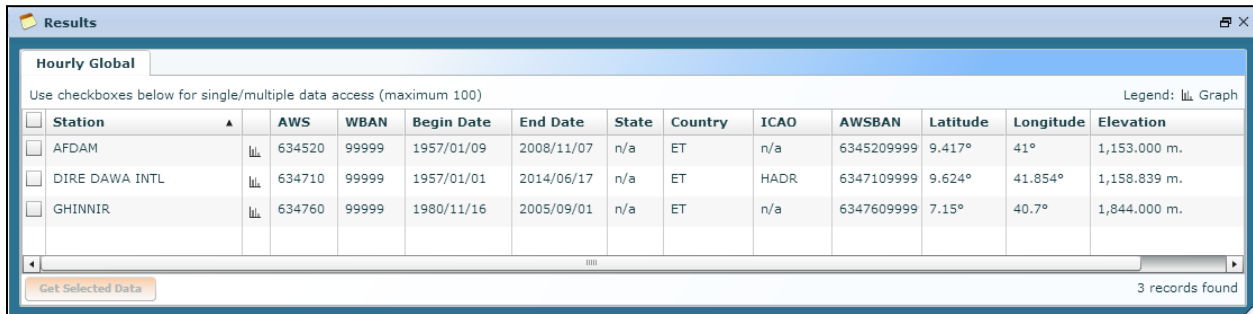 Results
Hourly Global
Use checkboxes below for single/multiple data access (maximum 100) Legend: Graph
Station AWS WBAN Begin Date End Date State Country ICAO AWSBAN Latitude Longitude Elevation
AFDAM 634520 99999 1957/01/09 2008/11/07 n/a ET n/a 6345209999 9.417° 41° 1,153.000 m.
DIRE DAWA INTL 634710 99999 1957/01/01 2014/06/17 n/a ET HADR 6347109999 9.624° 41.854° 1,158.839 m.
GHINNIR 634760 99999 1980/11/16 2005/09/01 n/a ET n/a 6347609999 7.15° 40.7° 1,844.000 m.
Get Selected Data 3 records found